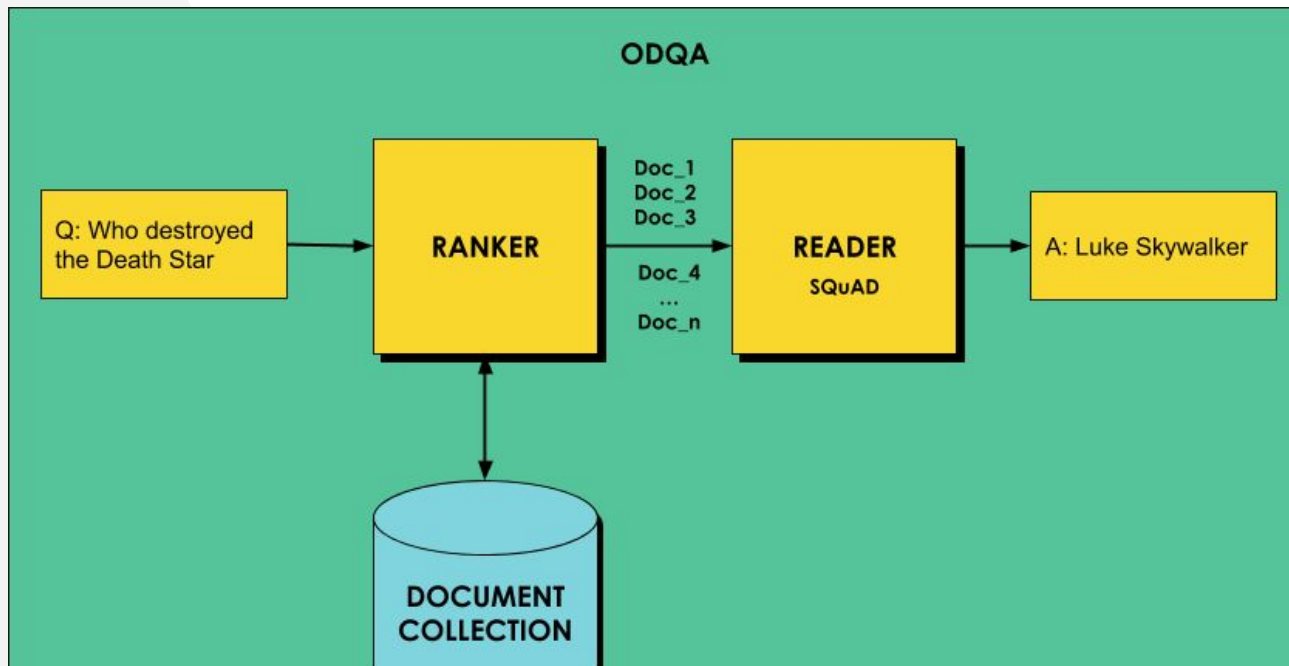 ODQA
Q: Who destroyed
the Death Star
RANKER
Doc_1
Doc_2
Doc_3
Doc_4
...
Doc_n
READER
SQuAD
A: Luke Skywalker
DOCUMENT
COLLECTION